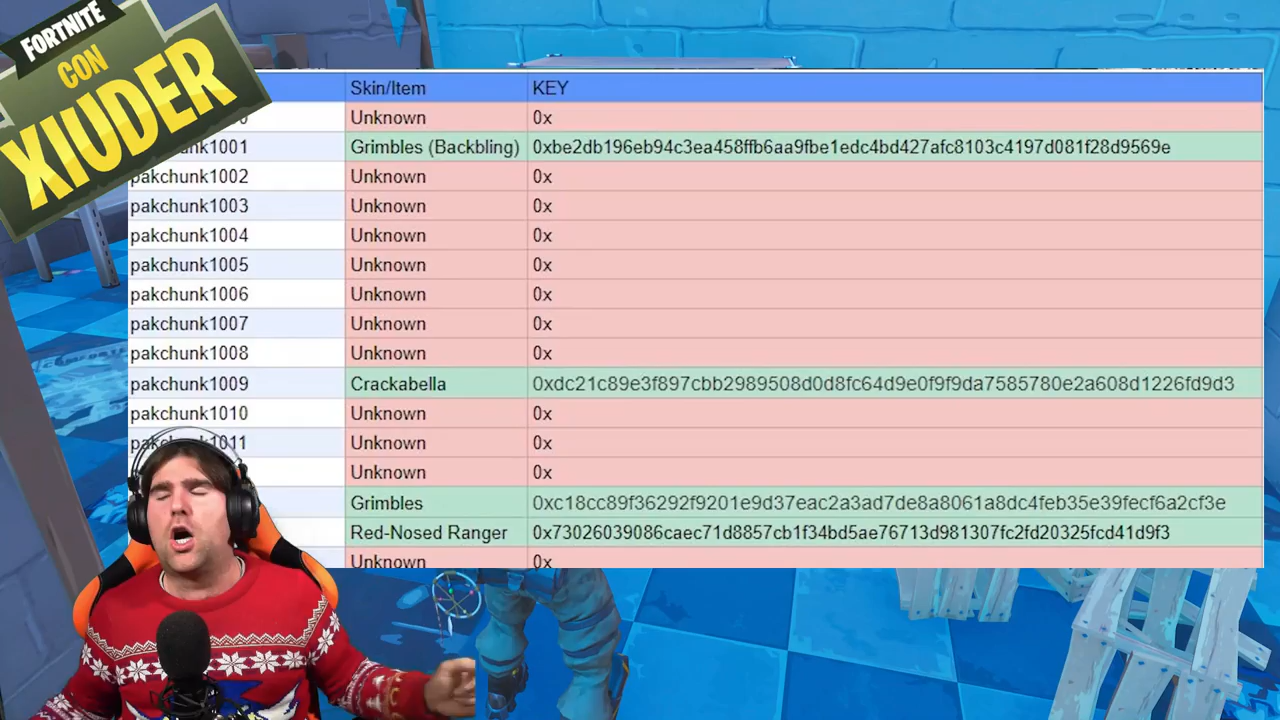 FORTNITE
CON
XIUDER
Skin/Item KEY
Unknown 0x
1001 Grimbles (Backbling) 0xbe2db196eb94c3ea458ffb6aa9fbe1edc4bd427afc8103c4197d081f28d9569e
pakchunk1002 Unknown 0x
pakchunk1003 Unknown 0x
pakchunk1004 Unknown 0x
pakchunk1005 Unknown 0x
pakchunk1006 Unknown 0x
pakchunk1007 Unknown 0x
pakchunk1008 Unknown 0x
pakchunk1009 Crackabella 0xdc21c89e3f897cbb2989508d0d8fc64d9e0f9f9da7585780e2a608d1226fd9d3
pakchunk1010 Unknown 0x
pakchunk1011 Unknown 0x
Unknown 0x
Grimbles 0xc18cc89f36292f9201e9d37eac2a3ad7de8a8061a8dc4feb35e39fecf6a2cf3e
Red-Nosed Ranger 0x73026039086caec71d8857cb1f34bd5ae76713d981307fc2fd20325fcd41d9f3
Unknown 0x